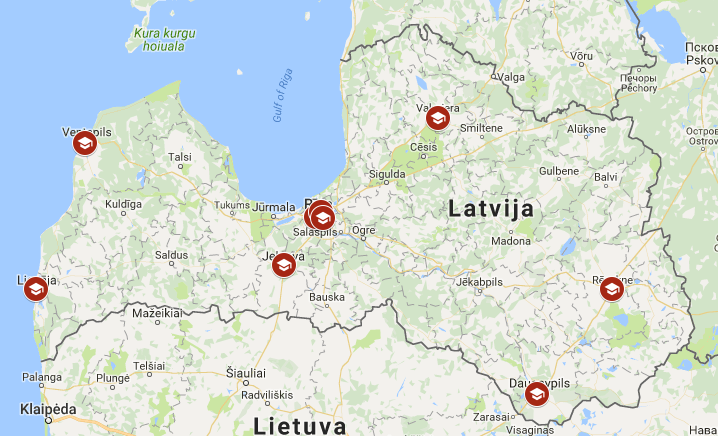 Kura kurgu
hoiuala
Gulf of Riga
Võru
Псков
Pskov
Valga
Печоры
Pechory
Smiltene
Alūksne
Остров
Ostrov
Cēsis
Talsi
Sigulda
Gulbene
Balvi
Kuldīga
Tukums
Jūrmala
Latvija
Salaspils
Ogre
Madona
Saldus
Jēkabpils
Bauska
Mažeikiai
Palanga
Plungė
Telšiai
Šiauliai
Radviliškis
Klaipėda
Lietuva
Zarasai
Visaginas